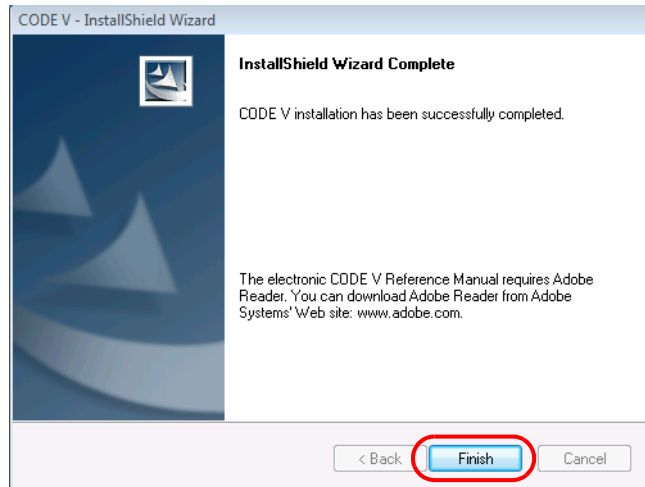 CODE V - InstallShield Wizard
InstallShield Wizard Complete
CODE V installation has been successfully completed.
The electronic CODE V Reference Manual requires Adobe
Reader. You can download Adobe Reader from Adobe
Systems' Web site: www.adobe.com.
< Back Finish Cancel